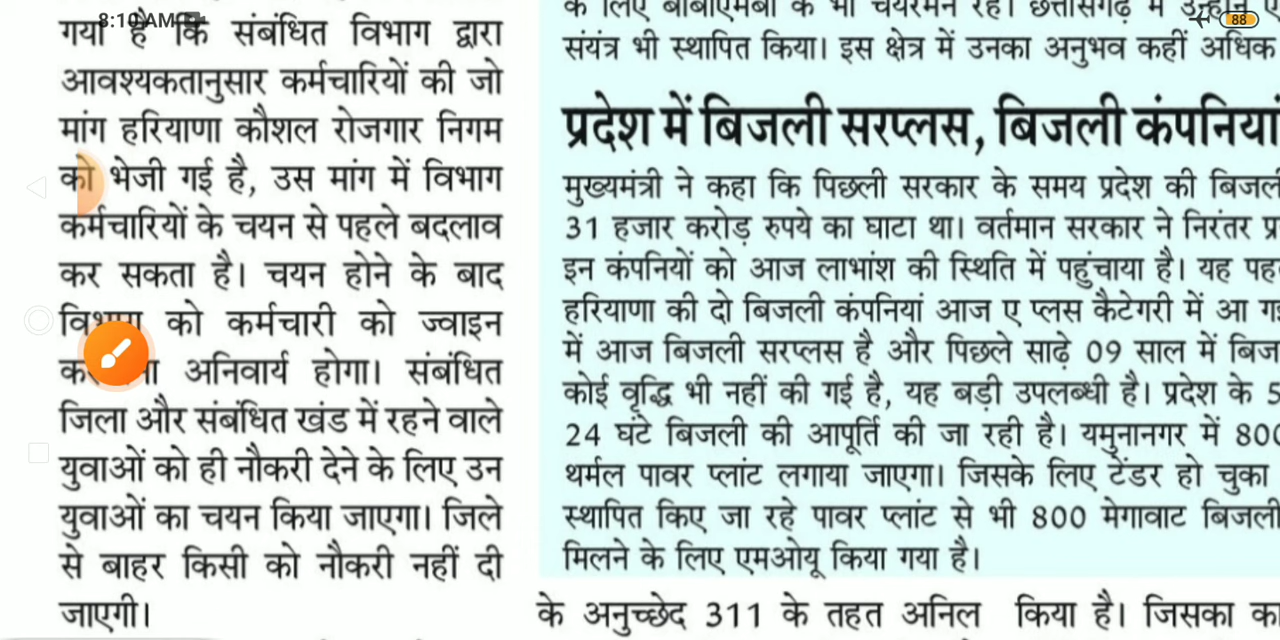 8:10 AM
88
गया है कि संबंधित विभाग द्वारा
आवश्यकतानुसार कर्मचारियों की जो
मांग हरियाणा कौशल रोजगार निगम
को भेजी गई है, उस मांग में विभाग
कर्मचारियों के चयन से पहले बदलाव
कर सकता है। चयन होने के बाद
को कर्मचारी को ज्वाइन
अनिवार्य होगा। संबंधित
जिला और संबंधित खंड में रहने वाले
युवाओं को ही नौकरी देने के लिए उन
युवाओं का चयन किया जाएगा। जिले
से बाहर किसी को नौकरी नहीं दी
जाएगी।
संयंत्र भी स्थापित किया। इस क्षेत्र में उनका अनुभव कहीं अधिक
प्रदेश में बिजली सरप्लस, बिजली कंपनियां
मुख्यमंत्री ने कहा कि पिछली सरकार के समय प्रदेश की
31 हजार करोड़ रुपये का घाटा था। वर्तमान सरकार ने निरंतर
इन कंपनियों को आज लाभांश की स्थिति में पहुंचाया है। यह
हरियाणा की दो बिजली कंपनियां आज ए प्लस कैटेगरी में आ
में आज बिजली सरप्लस है और पिछले साढ़े 09 साल में
कोई वृद्धि भी नहीं की गई है, यह बड़ी उपलब्धी है। प्रदेश के
24 घंटे बिजली की आपूर्ति की जा रही है। यमुनानगर में 800
थर्मल पावर प्लांट लगाया जाएगा। जिसके लिए टेंडर हो चुका
स्थापित किए जा रहे पावर प्लांट से भी 800 मेगावाट बिजली
मिलने के लिए एमओयू किया गया है।
के अनुच्छेद 311 के तहत अनिल किया है। जिसका